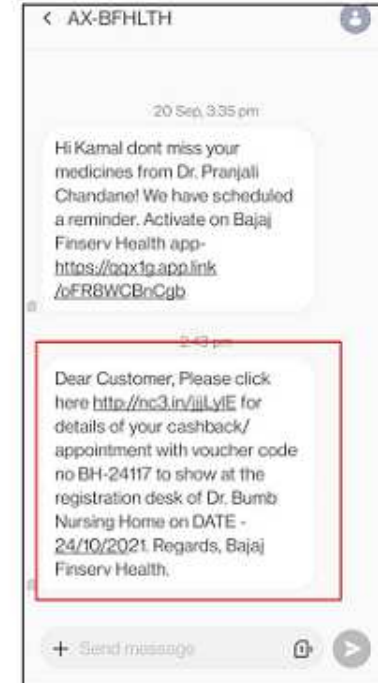 < AX-BFHLTH
20 Sep, 3:35 pm
Hi Kamal dont miss your
medicines from Dr. Pranjali
Chandane! We have scheduled
a reminder. Activate on Bajaj
Finserv Health app-
https://qqx1g.app.link
/oFR8WCBnCgb
2:43 pm
Dear Customer, Please click
here http://nc3.in/jjjLyIE for
details of your cashback/
appointment with voucher code
no BH-24117 to show at the
registration desk of Dr. Bumb
Nursing Home on DATE -
24/10/2021. Regards, Bajaj
Finserv Health.
+ Send message